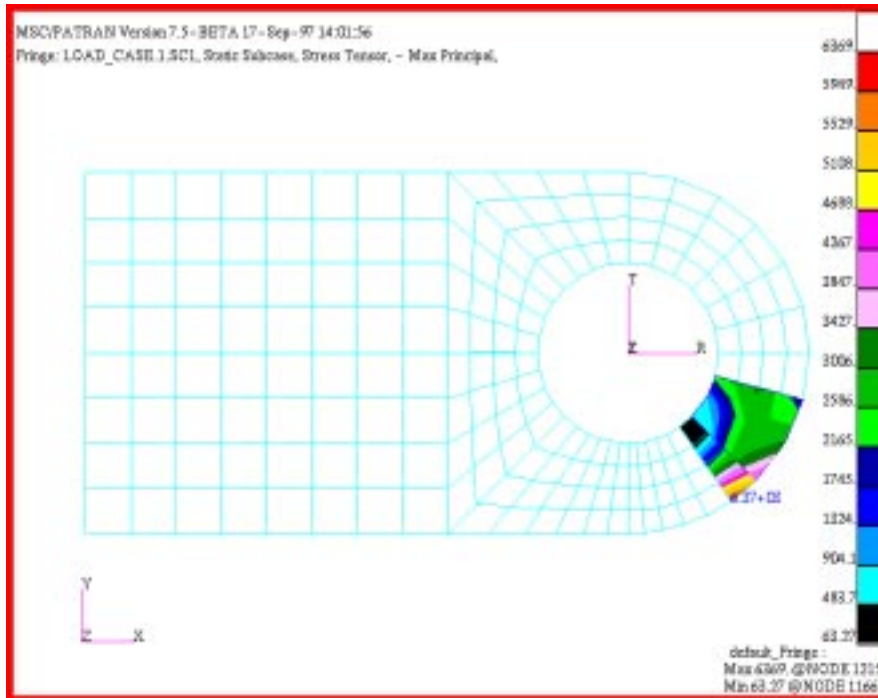 MSC/PATRAN Version 7.5-BETA 17-Sep-97 14:01:56
Fringe: LOAD_CASE.1.SC1, Static Subcase, Stress Tensor, - Max Principal,
6369.
5949.
5529.
5108.
4688.
4267.
3847.
3427.
3006.
2586.
2165.
1745.
1324.
904.1
483.7
63.27
T
Z R
Y
Z X
default_Fringe :
Max 6369. @NODE
Min 63.27 @NODE 1166